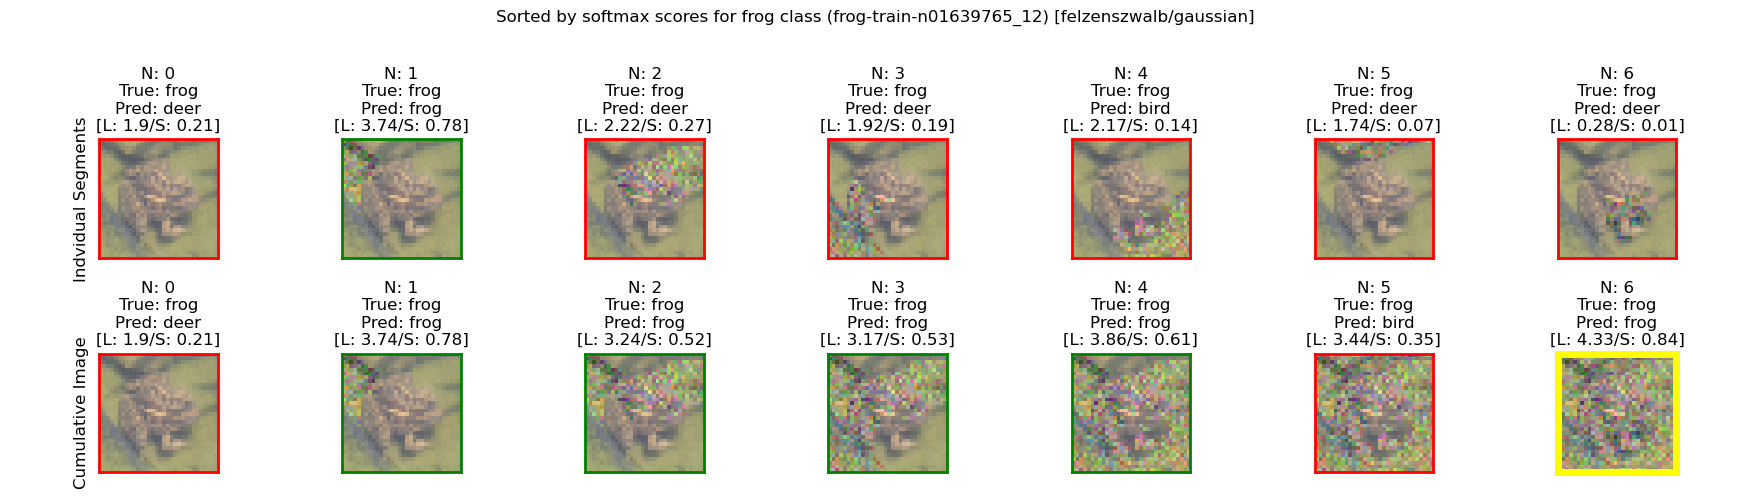 Sorted by softmax scores for frog class (frog-train-n01639765_12) [felzenszwalb/gaussian]
Indvidual Segments
N: 0
True: frog
Pred: deer
[L: 1.9/S: 0.21]
N: 1
True: frog
Pred: frog
[L: 3.74/S: 0.78]
N: 2
True: frog
Pred: deer
[L: 2.22/S: 0.27]
N: 3
True: frog
Pred: deer
[L: 1.92/S: 0.19]
N: 4
True: frog
Pred: bird
[L: 2.17/S: 0.14]
N: 5
True: frog
Pred: deer
[L: 1.74/S: 0.07]
N: 6
True: frog
Pred: deer
[L: 0.28/S: 0.01]
Cumulative Image
N: 0
True: frog
Pred: deer
[L: 1.9/S: 0.21]
N: 1
True: frog
Pred: frog
[L: 3.74/S: 0.78]
N: 2
True: frog
Pred: frog
[L: 3.24/S: 0.52]
N: 3
True: frog
Pred: frog
[L: 3.17/S: 0.53]
N: 4
True: frog
Pred: frog
[L: 3.86/S: 0.61]
N: 5
True: frog
Pred: bird
[L: 3.44/S: 0.35]
N: 6
True: frog
Pred: frog
[L: 4.33/S: 0.84]